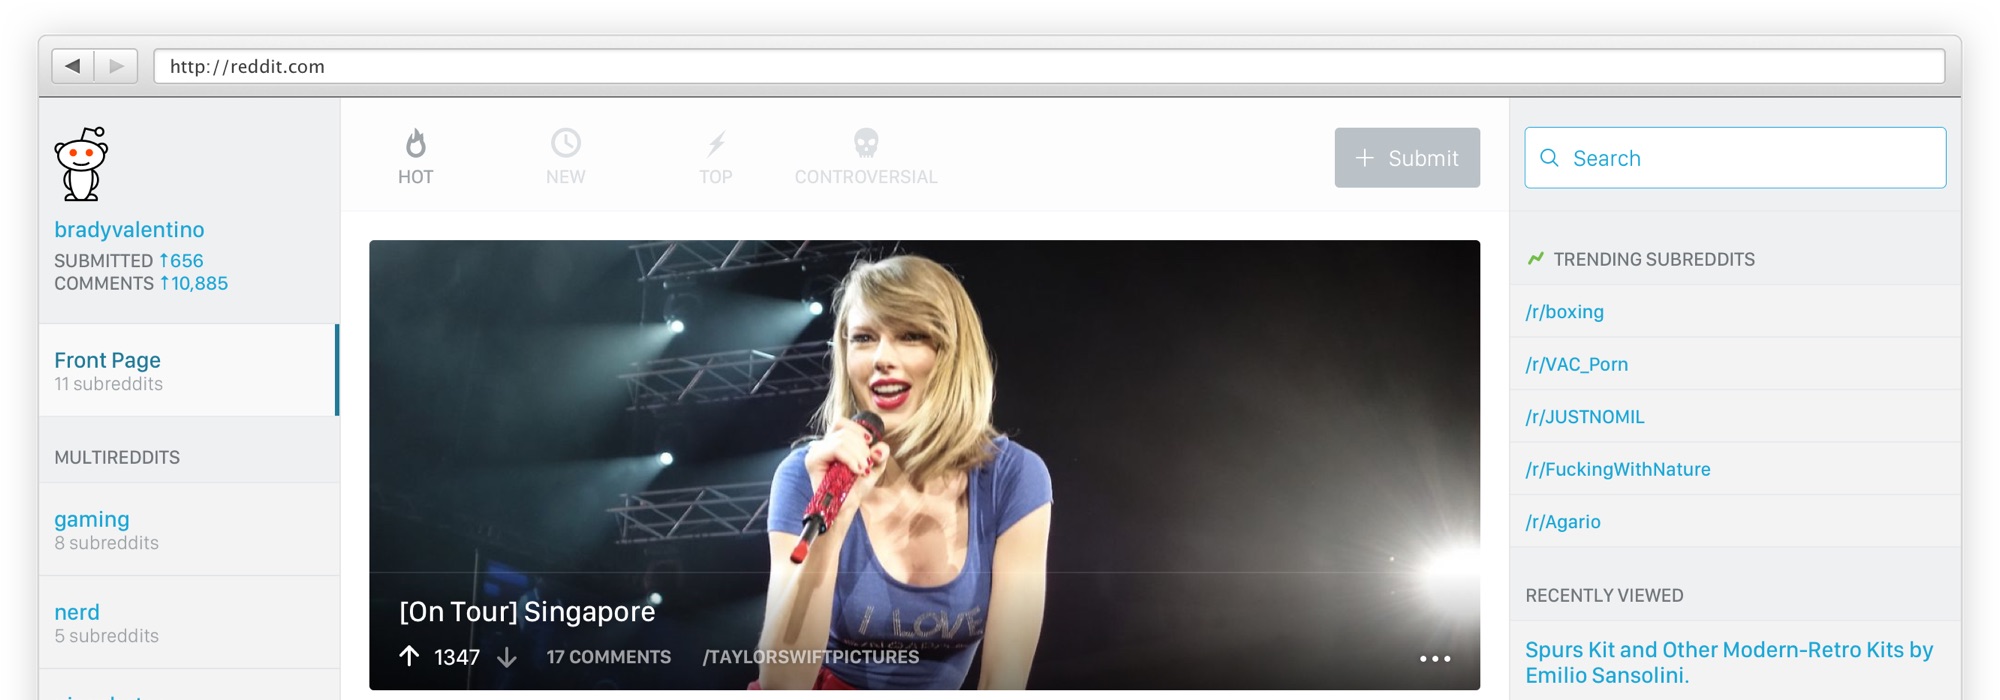 http://reddit.com
bradyvalentino
SUBMITTED ↑656
COMMENTS ↑10,885
Front Page
11 subreddits
MULTIREDDITS
gaming
8 subreddits
nerd
5 subreddits
HOT
NEW
TOP
CONTROVERSIAL
+ Submit
I LOVE
[On Tour] Singapore
1347
17 COMMENTS
/TAYLORSWIFTPICTURES
Search
TRENDING SUBREDDITS
/r/boxing
/r/VAC_Porn
/r/JUSTNOMIL
/r/FuckingWithNature
/r/Agario
RECENTLY VIEWED
Spurs Kit and Other Modern-Retro Kits by
Emilio Sansolini.